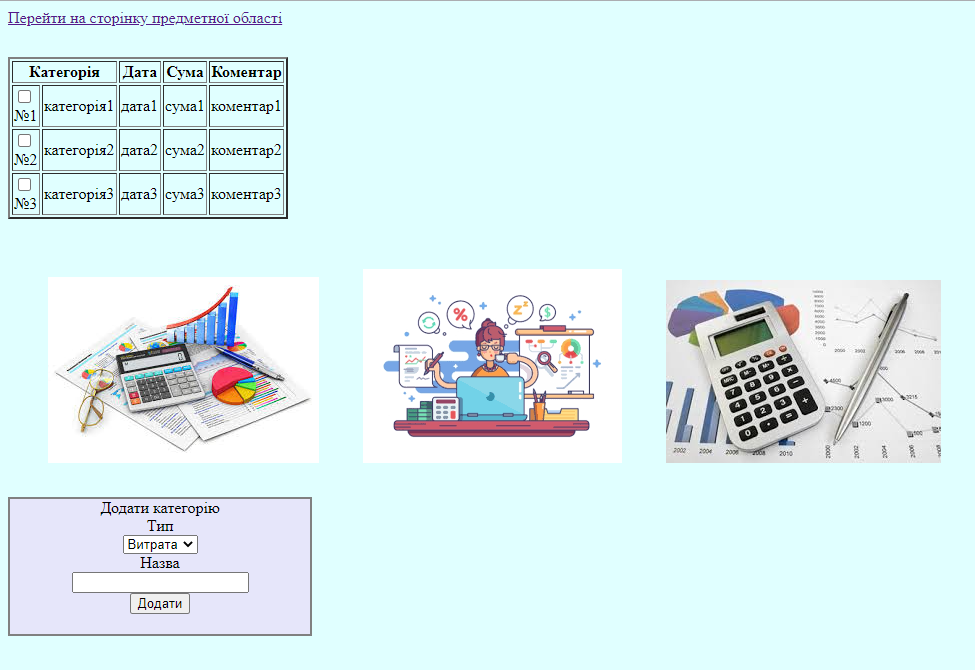 Перейти на сторінку предметної області
Категорія Дата Сума Коментар
№1 категорія1 дата1 сума1 коментар1
№2 категорія2 дата2 сума2 коментар2
№3 категорія3 дата3 сума3 коментар3
Додати категорію
Тип
Витрата
Назва
Додати